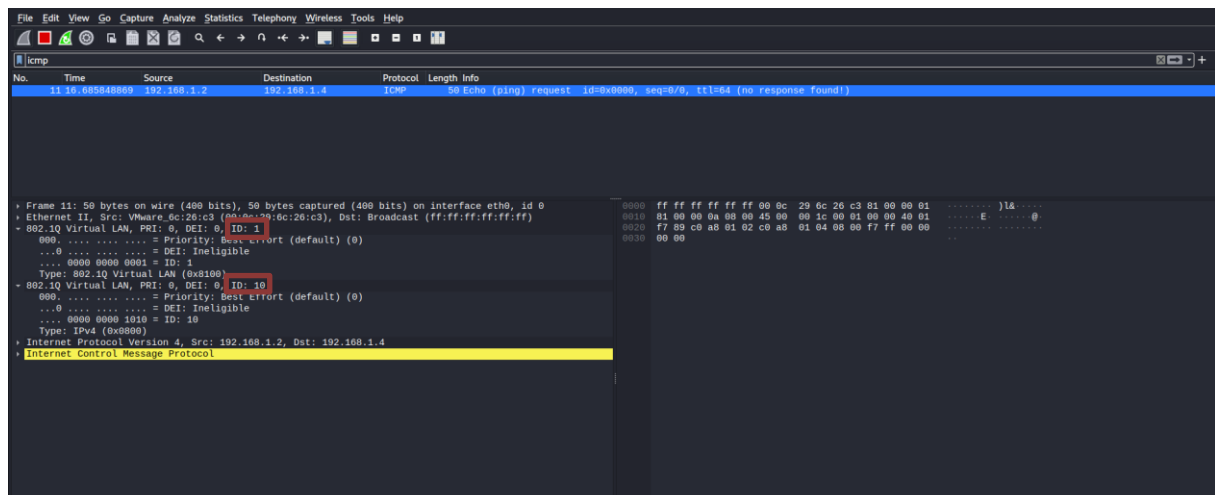 File Edit View Go Capture Analyze Statistics Telephony Wireless Tools Help
icmp
No. Time Source Destination Protocol Length Info
11 16.685848869 192.168.1.2 192.168.1.4 ICMP 50 Echo (ping) request id=0x0000, seq=0/0, ttl=64 (no response found!)
Frame 11: 50 bytes on wire (400 bits), 50 bytes captured (400 bits) on interface eth0, id 0
Ethernet II, Src: VMware_6c:26:c3 (00:0c:29:6c:26:c3), Dst: Broadcast (ff:ff:ff:ff:ff:ff)
802.1Q Virtual LAN, PRI: 0, DEI: 0, ID: 1
000. .... .... .... = Priority: Best Effort (default) (0)
...0 .... .... .... = DEI: Ineligible
.... 0000 0000 0001 = ID: 1
Type: 802.1Q Virtual LAN (0x8100)
802.1Q Virtual LAN, PRI: 0, DEI: 0, ID: 10
000. .... .... .... = Priority: Best Effort (default) (0)
...0 .... .... .... = DEI: Ineligible
.... 0000 0000 1010 = ID: 10
Type: IPv4 (0x0800)
Internet Protocol Version 4, Src: 192.168.1.2, Dst: 192.168.1.4
Internet Control Message Protocol
0000 ff ff ff ff ff ff 00 0c 29 6c 26 c3 81 00 00 01 ········ )l&·····
0010 81 00 00 0a 08 00 45 00 00 1c 00 01 00 00 40 01 ······E· ······@·
0020 f7 89 c0 a8 01 02 c0 a8 01 04 08 00 f7 ff 00 00 ········ ········
0030 00 00 ··